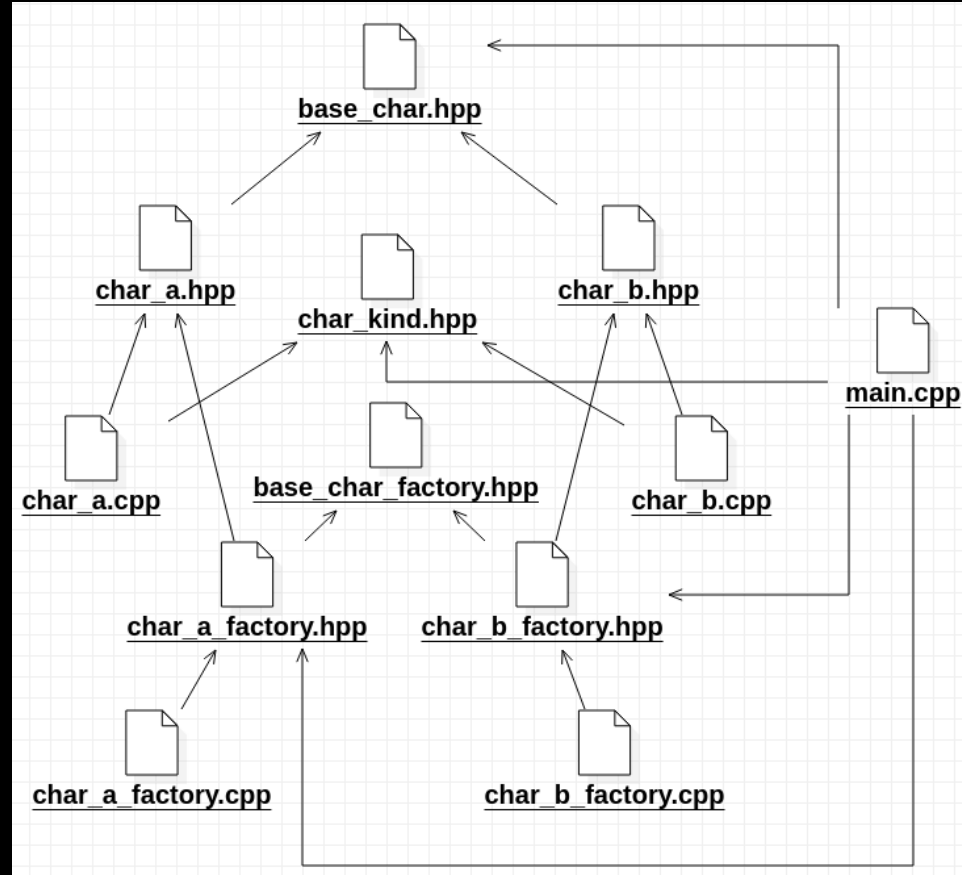 base_char.hpp
char_a.hpp
char_kind.hpp
char_b.hpp
main.cpp
char_a.cpp
base_char_factory.hpp
char_b.cpp
char_a_factory.hpp
char_b_factory.hpp
char_a_factory.cpp
char_b_factory.cpp